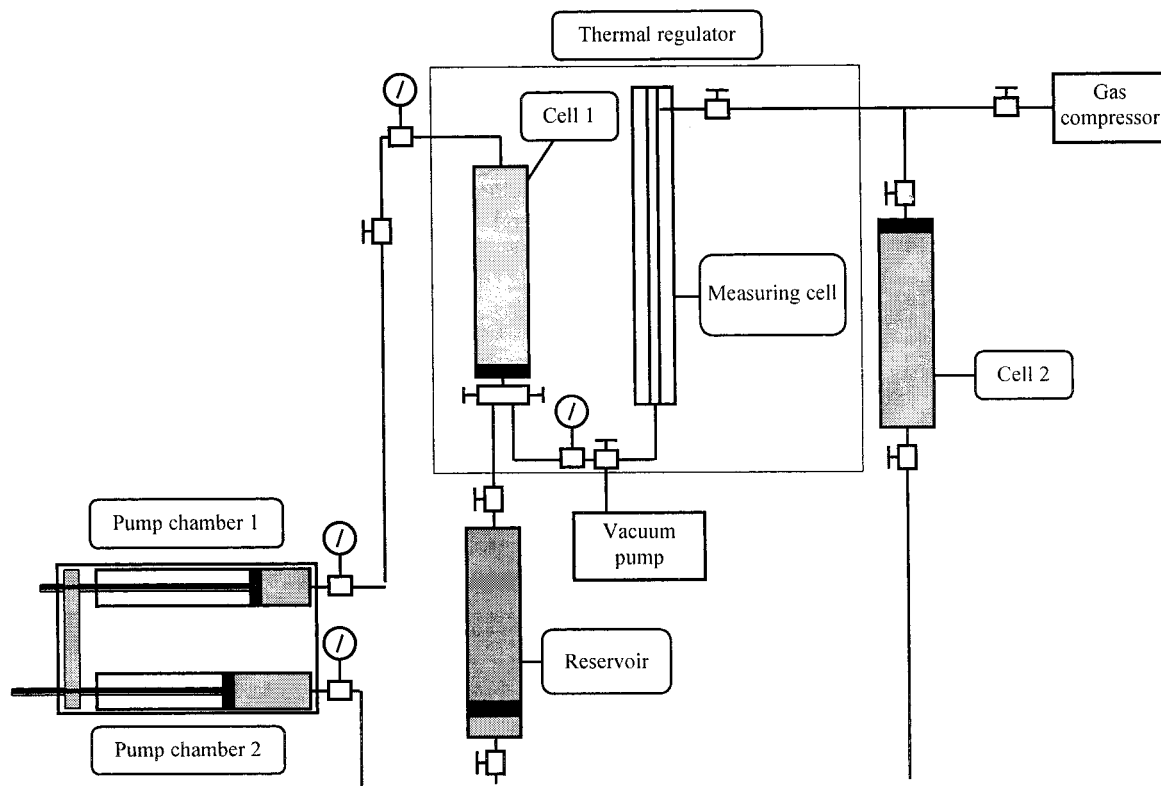 Thermal regulator
Cell 1
Gas
compressor
Measuring cell
Cell 2
Pump chamber 1
Vacuum
pump
Reservoir
Pump chamber 2